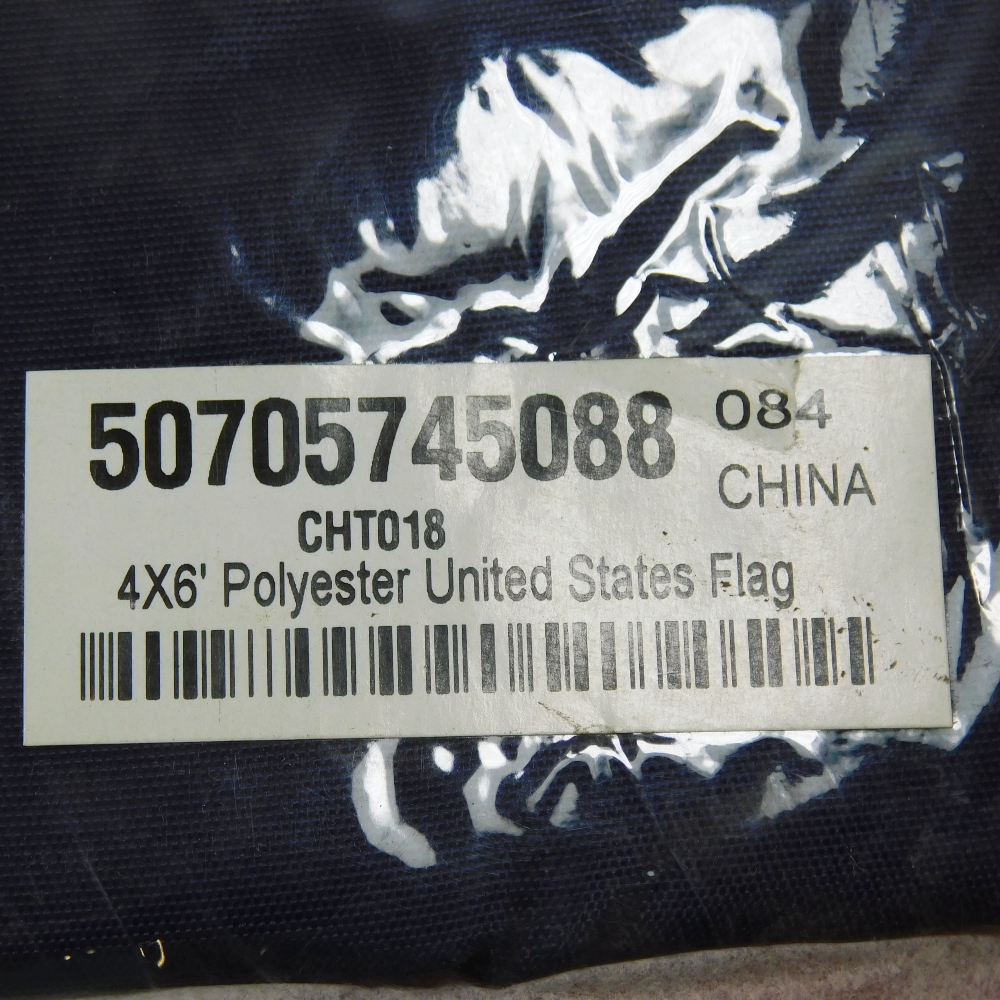 50705745088 084
CHINA
CHT018
4X6' Polyester United States Flag